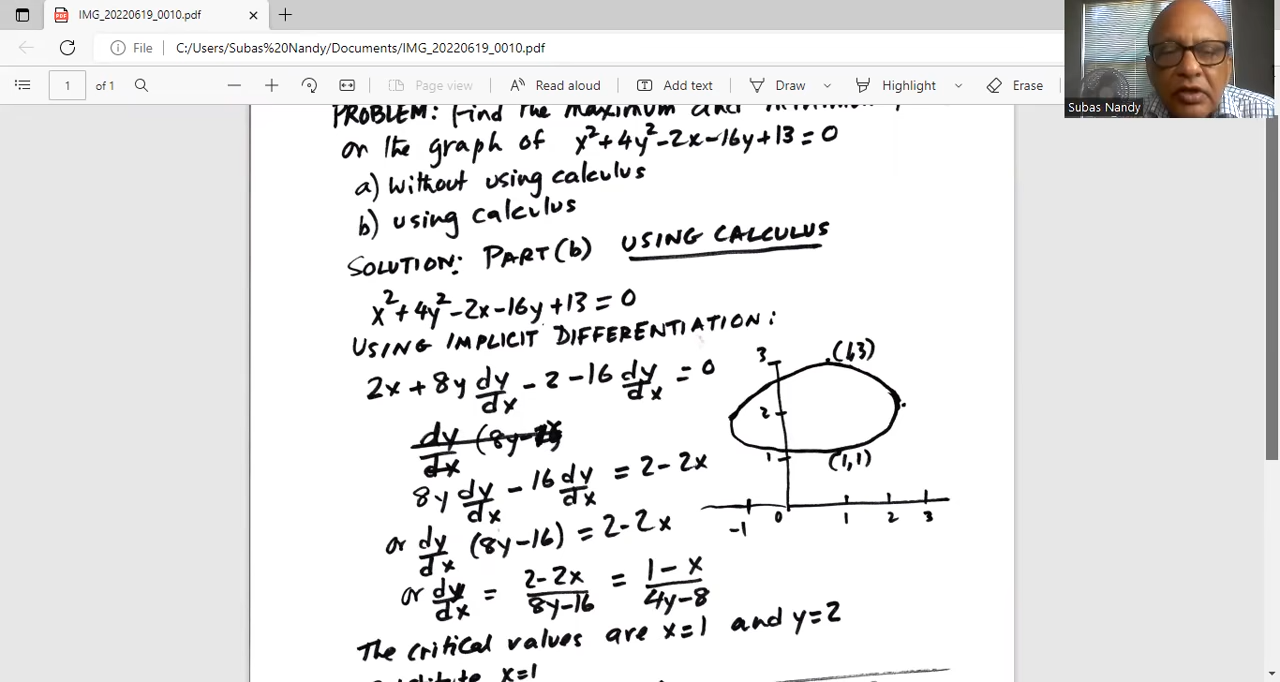 IMG_20220619_0010.pdf
File C:/Users/Subas%20Nandy/Documents/IMG_20220619_0010.pdf
1 of 1 Page view Read aloud Add text Draw Highlight Erase
Subas Nandy
PROBLEM: Find the maximum and
on the graph of x²+4y²-2x-16y+13=0
a) Without using calculus
b) using calculus
SOLUTION: PART(b) USING CALCULUS
x²+4y²-2x-16y+13=0
USING IMPLICIT DIFFERENTIATION:
2x+8y dy/dx -2-16 dy/dx =0
dy/dx (8y-
8y dy/dx - 16 dy/dx = 2-2x
or dy/dx (8y-16) = 2-2x
or dy/dx = 2-2x/8y-16 = 1-x/4y-8
The critical values are x=1 and y=2
x=1
3 (1,3)
2
1 (1,1)
-1 0 1 2 3